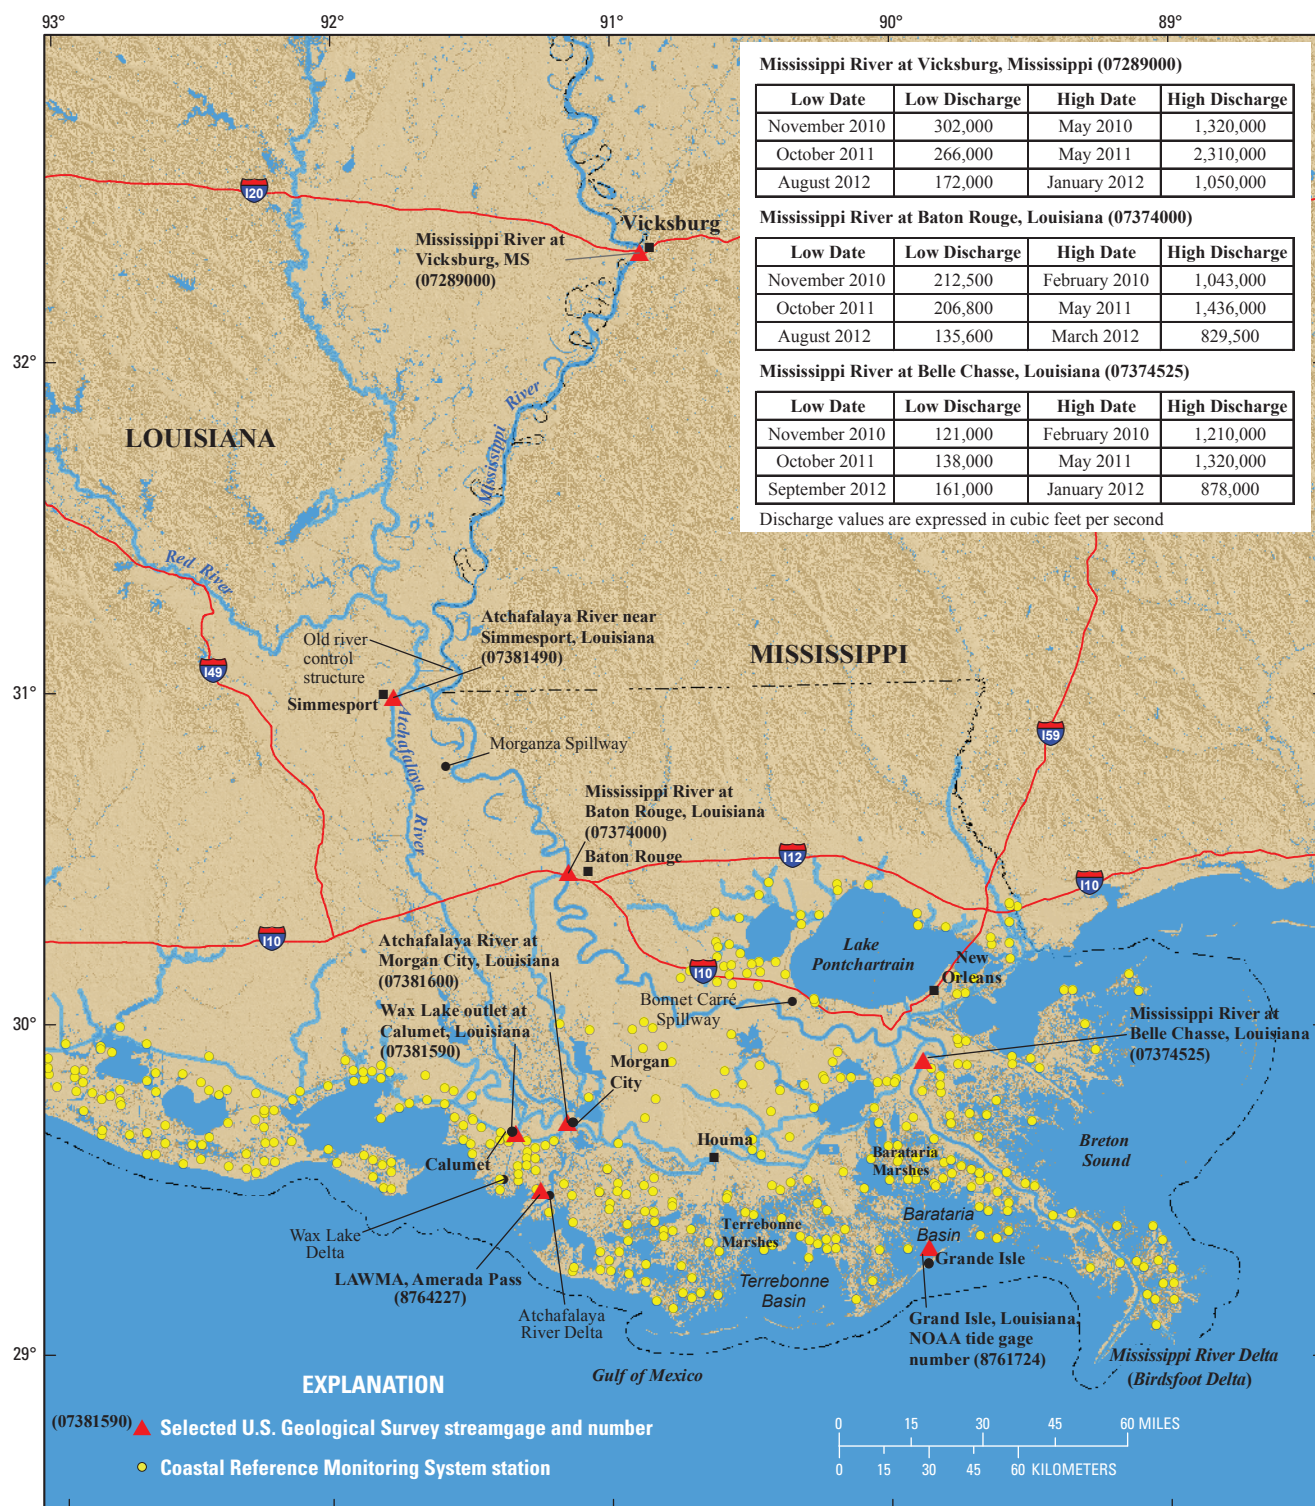 93°
92°
91°
90°
89°
Mississippi River at Vicksburg, Mississippi (07289000)
Low Date Low Discharge High Date High Discharge
November 2010 302,000 May 2010 1,320,000
October 2011 266,000 May 2011 2,310,000
August 2012 172,000 January 2012 1,050,000
Mississippi River at Baton Rouge, Louisiana (07374000)
Low Date Low Discharge High Date High Discharge
November 2010 212,500 February 2010 1,043,000
October 2011 206,800 May 2011 1,436,000
August 2012 135,600 March 2012 829,500
Mississippi River at Belle Chasse, Louisiana (07374525)
Low Date Low Discharge High Date High Discharge
November 2010 121,000 February 2010 1,210,000
October 2011 138,000 May 2011 1,320,000
September 2012 161,000 January 2012 878,000
Discharge values are expressed in cubic feet per second
I20
Vicksburg
Mississippi River at
Vicksburg, MS
(07289000)
32°
Mississippi River
LOUISIANA
Red River
Atchafalaya River near
Simmesport, Louisiana
(07381490)
Old river
control
structure
MISSISSIPPI
I49
31°
Simmesport
Atchafalaya River
I59
Morganza Spillway
Mississippi River at
Baton Rouge, Louisiana
(07374000)
Baton Rouge
I12
I10
I10
Atchafalaya River at
Morgan City, Louisiana
(07381600)
Lake
Pontchartrain
New
Orleans
I10
Bonnet Carré
Spillway
Wax Lake outlet at
Calumet, Louisiana
(07381590)
30°
Mississippi River at
Belle Chasse, Louisiana
(07374525)
Morgan
City
Houma
Barataria
Marshes
Breton
Sound
Calumet
Wax Lake
Delta
Terrebonne
Marshes
Barataria
Basin
Grande Isle
LAWMA, Amerada Pass
(8764227)
Terrebonne
Basin
Atchafalaya
River Delta
Grand Isle, Louisiana,
NOAA tide gage
number (8761724)
29°
Mississippi River Delta
(Birdsfoot Delta)
Gulf of Mexico
EXPLANATION
(07381590) Selected U.S. Geological Survey streamgage and number
Coastal Reference Monitoring System station
0 15 30 45 60 MILES
0 15 30 45 60 KILOMETERS